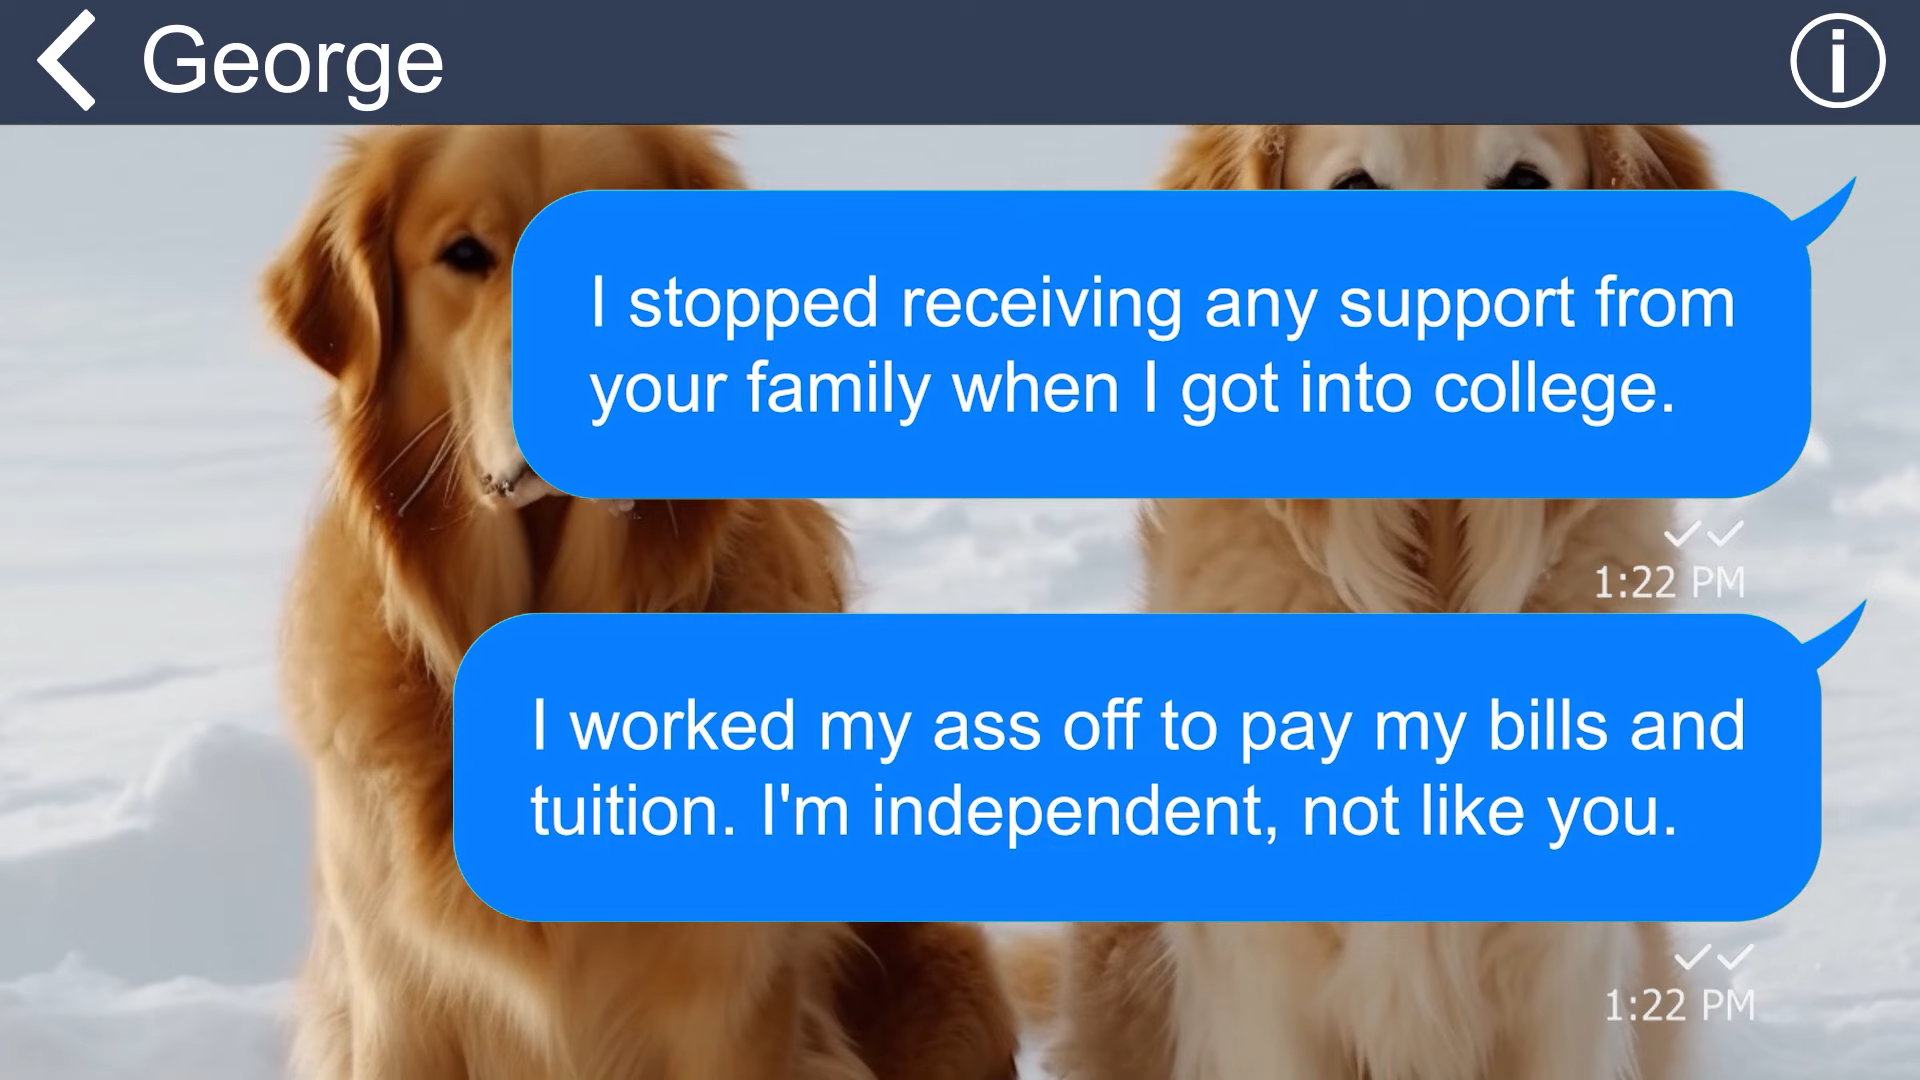 George
I stopped receiving any support from
your family when I got into college.
1:22 PM
I worked my ass off to pay my bills and
tuition. I'm independent, not like you.
1:22 PM